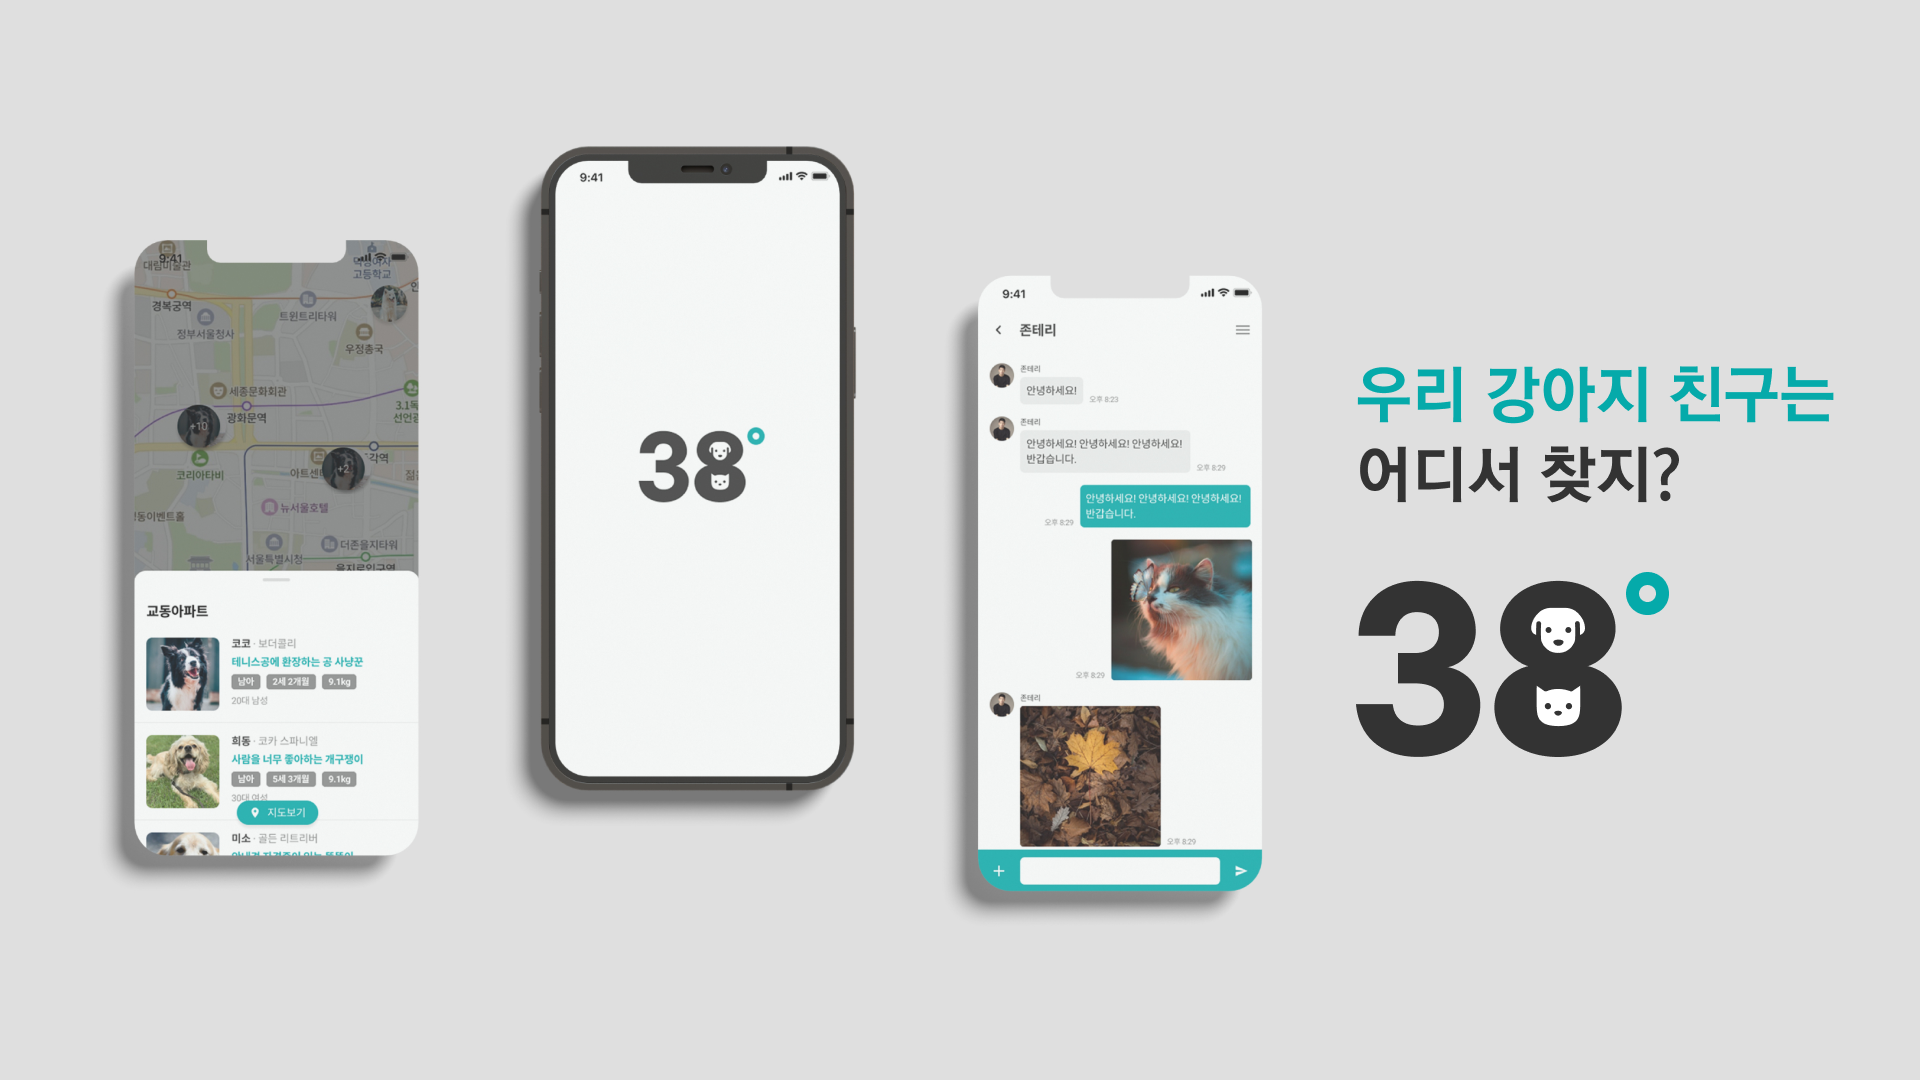 9:41
대림미술관
덕성여자
고등학교
경복궁역
트윈트리타워
정부서울청사
우정총국
세종문화회관
3.1독
선언광
광화문역
+10
각역
코리아타비
아트센터
+2
뉴서울호텔
동이벤트홀
더존을지타워
서울특별시청
을지로입구역
교동아파트
코코 · 보더콜리
테니스공에 환장하는 공 사냥꾼
남아 2세 2개월 9.1kg
20대 남성
희동 · 코카 스파니엘
사람을 너무 좋아하는 개구쟁이
남아 5세 3개월 9.1kg
30대 여성
지도보기
미소 · 골든 리트리버
9:41
38°
9:41
존테리
존테리
안녕하세요!
오후 8:23
존테리
안녕하세요! 안녕하세요! 안녕하세요!
반갑습니다.
오후 8:29
안녕하세요! 안녕하세요! 안녕하세요!
반갑습니다.
오후 8:29
오후 8:29
존테리
오후 8:29
우리 강아지 친구는
어디서 찾지?
38°